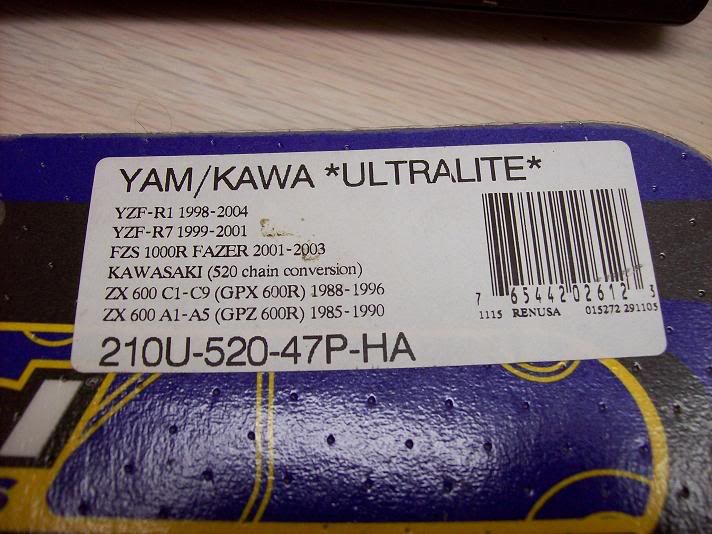 YAM/KAWA *ULTRALITE*
YZF-R1 1998-2004
YZF-R7 1999-2001
FZS 1000R FAZER 2001-2003
KAWASAKI (520 chain conversion)
ZX 600 C1-C9 (GPX 600R) 1988-1996
ZX 600 A1-A5 (GPZ 600R) 1985-1990
210U-520-47P-HA
7 65442 02612 3
1115 RENUSA 015272 291105